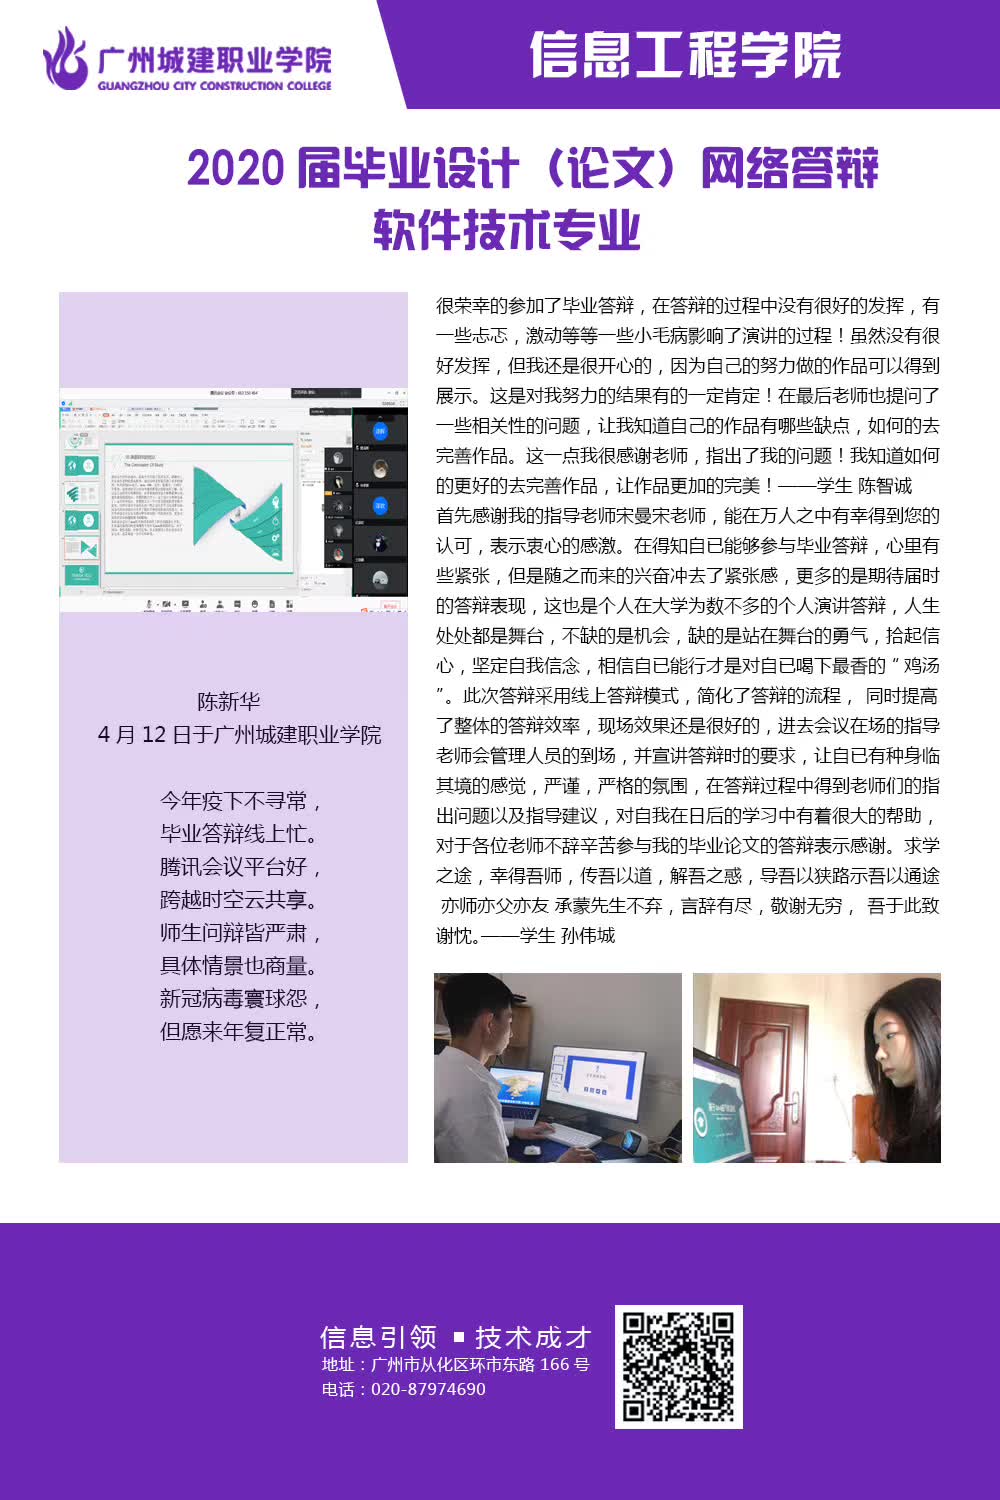 广州城建职业学院
GUANGZHOU CITY CONSTRUCTION COLLEGE
信息工程学院
2020 届毕业设计（论文）网络答辩
软件技术专业
The Conclusion Of Study
陈新华
4 月 12 日于广州城建职业学院
今年疫下不寻常，
毕业答辩线上忙。
腾讯会议平台好，
跨越时空云共享。
师生问辩皆严肃，
具体情景也商量。
新冠病毒寰球怨，
但愿来年复正常。
很荣幸的参加了毕业答辩，在答辩的过程中没有很好的发挥，有
一些忐忑，激动等等一些小毛病影响了演讲的过程！虽然没有很
好发挥，但我还是很开心的，因为自己的努力做的作品可以得到
展示。这是对我努力的结果有的一定肯定！在最后老师也提问了
一些相关性的问题，让我知道自己的作品有哪些缺点，如何的去
完善作品。这一点我很感谢老师，指出了我的问题！我知道如何
的更好的去完善作品，让作品更加的完美！——学生 陈智诚
首先感谢我的指导老师宋曼宋老师，能在万人之中有幸得到您的
认可，表示衷心的感激。在得知自已能够参与毕业答辩，心里有
些紧张，但是随之而来的兴奋冲去了紧张感，更多的是期待届时
的答辩表现，这也是个人在大学为数不多的个人演讲答辩，人生
处处都是舞台，不缺的是机会，缺的是站在舞台的勇气，拾起信
心，坚定自我信念，相信自已能行才是对自已喝下最香的“ 鸡汤
”。此次答辩采用线上答辩模式，简化了答辩的流程， 同时提高
了整体的答辩效率，现场效果还是很好的，进去会议在场的指导
老师会管理人员的到场，并宣讲答辩时的要求，让自已有种身临
其境的感觉，严谨，严格的氛围，在答辩过程中得到老师们的指
出问题以及指导建议，对自我在日后的学习中有着很大的帮助，
对于各位老师不辞辛苦参与我的毕业论文的答辩表示感谢。求学
之途，幸得吾师，传吾以道，解吾之惑，导吾以狭路示吾以通途
亦师亦父亦友 承蒙先生不弃，言辞有尽，敬谢无穷， 吾于此致
谢忱。——学生 孙伟城
信息引领 ▪ 技术成才
地址：广州市从化区环市东路 166 号
电话：020-87974690